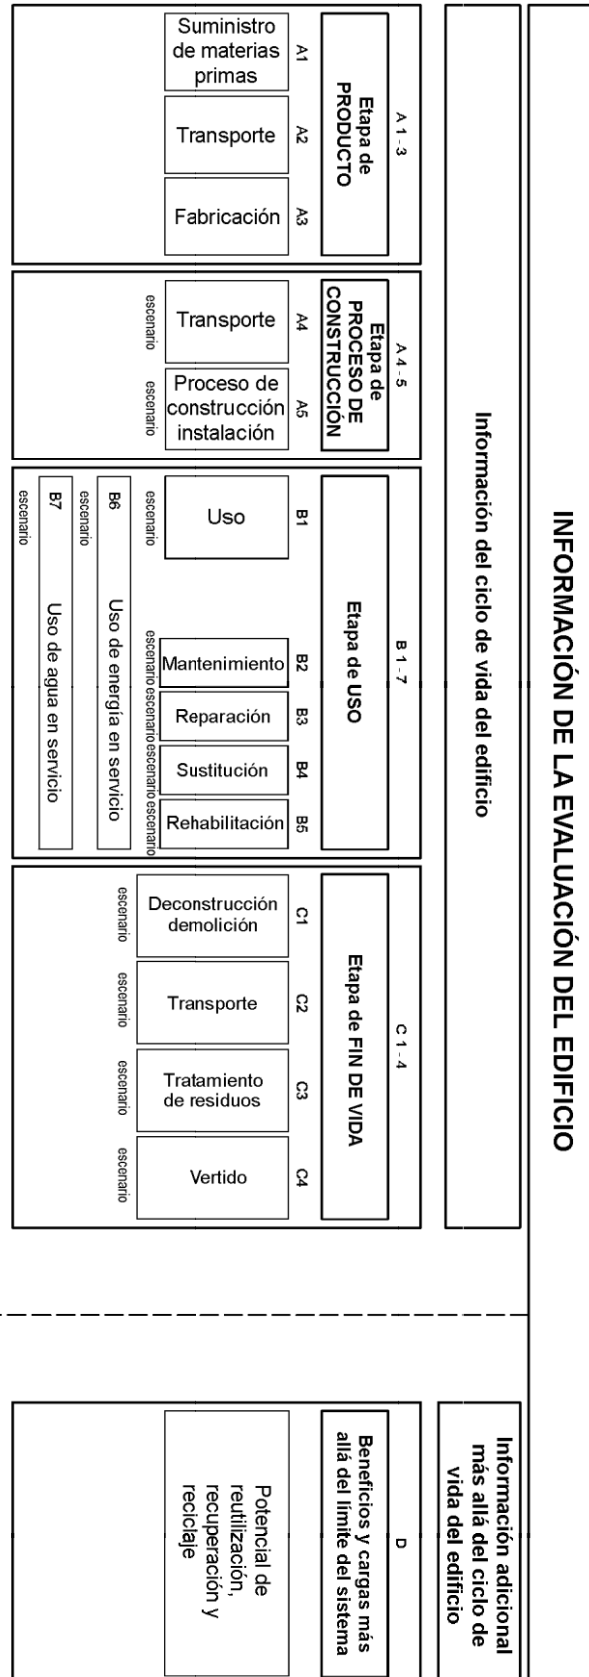 INFORMACIÓN DE LA EVALUACIÓN DEL EDIFICIO
Información del ciclo de vida del edificio
A 1 - 3
Etapa de
PRODUCTO
A1
Suministro
de materias
primas
A2
Transporte
A3
Fabricación
A 4 - 5
Etapa de
PROCESO DE
CONSTRUCCIÓN
A4
Transporte
escenario
A5
Proceso de
construcción
instalación
escenario
B 1 - 7
Etapa de USO
B1
Uso
escenario
B2
Mantenimiento
escenario
B3
Reparación
escenario
B4
Sustitución
escenario
B5
Rehabilitación
escenario
B6
Uso de energía en servicio
escenario
B7
Uso de agua en servicio
escenario
C 1 - 4
Etapa de FIN DE VIDA
C1
Deconstrucción
demolición
escenario
C2
Transporte
escenario
C3
Tratamiento
de residuos
escenario
C4
Vertido
escenario
Información adicional
más allá del ciclo de
vida del edificio
D
Beneficios y cargas más
allá del límite del sistema
Potencial de
reutilización,
recuperación y
reciclaje